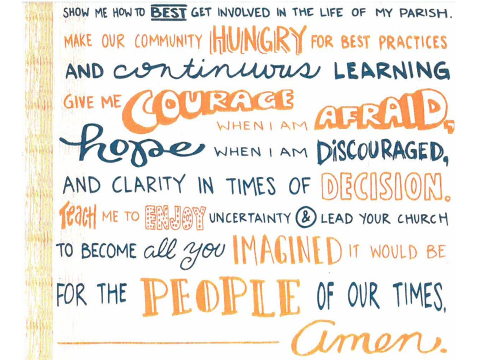 SHOW ME HOW TO BEST GET INVOLVED IN THE LIFE OF MY PARISH.
MAKE OUR COMMUNITY HUNGRY FOR BEST PRACTICES
AND continuous LEARNING
GIVE ME COURAGE WHEN I AM AFRAID,
hope WHEN I AM DiSCOURAGED,
AND CLARITY IN TIMES OF DECISION.
Teach ME TO ENJOY UNCERTAINTY & LEAD YOUR CHURCH
TO BECOME all you IMAGINED IT WOULD BE
FOR THE PEOPLE OF OUR TIMES,
amen.